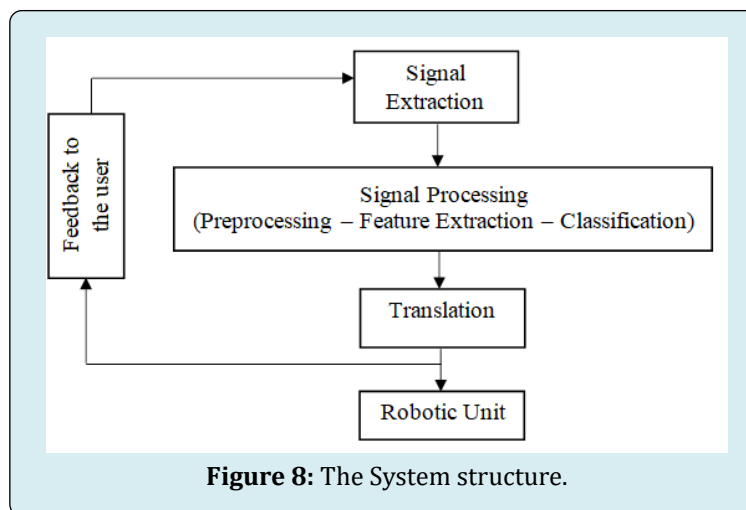 Signal
Extraction
Feedback to
the user
Signal Processing
(Preprocessing – Feature Extraction – Classification)
Translation
Robotic Unit
Figure 8: The System structure.